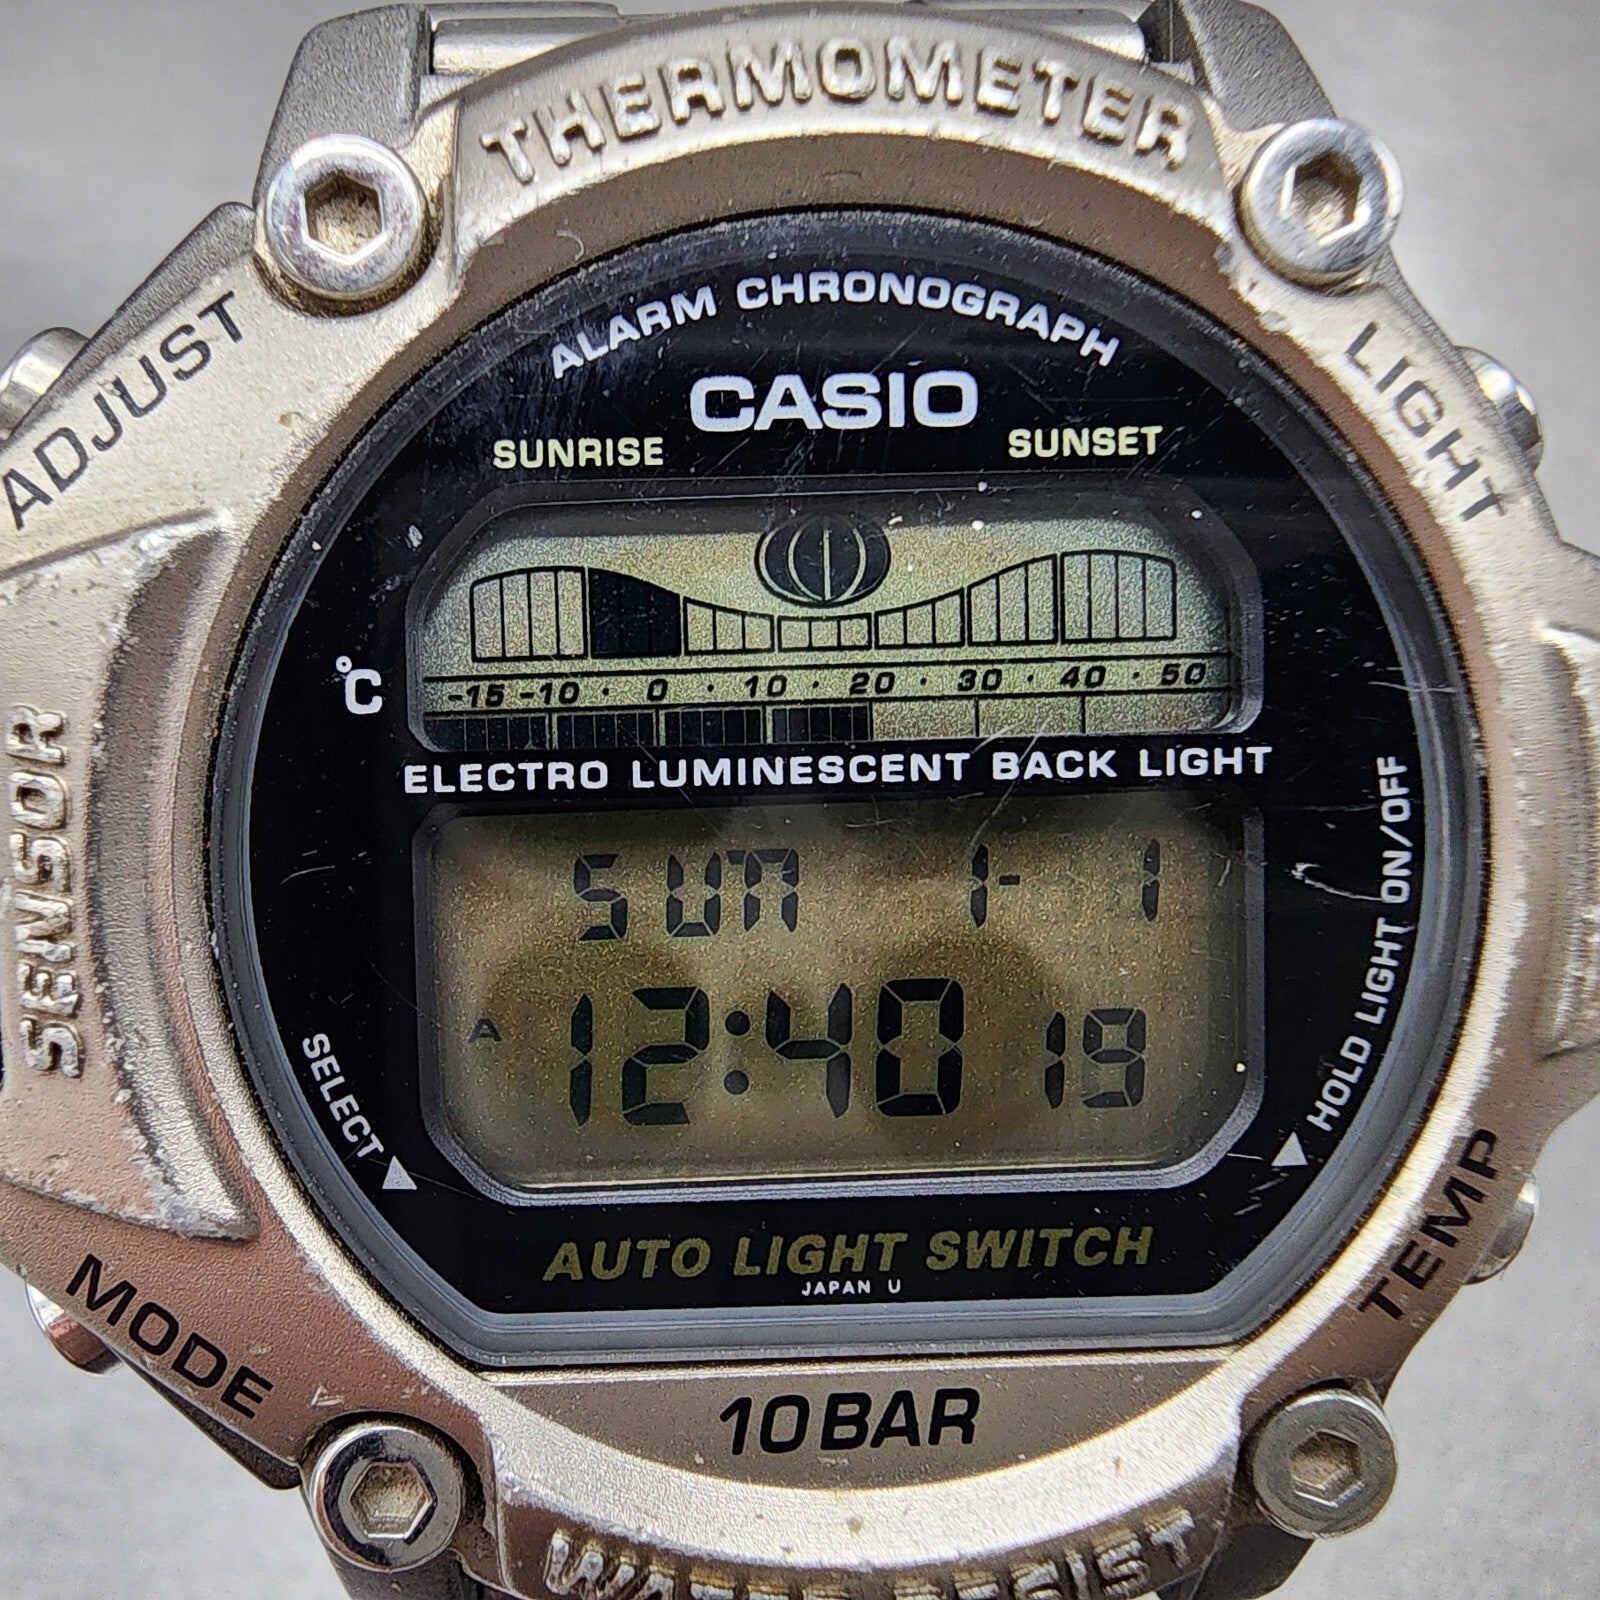 THERMOMETER
ADJUST
LIGHT
ALARM CHRONOGRAPH
CASIO
SUNRISE
SUNSET
°C
-15 -10 · 0 · 10 · 20 · 30 · 40 · 50
ELECTRO LUMINESCENT BACK LIGHT
SENSOR
SUN 1- 1
A 12:40 19
SELECT
HOLD LIGHT ON/OFF
AUTO LIGHT SWITCH
JAPAN U
MODE
TEMP
10BAR
WATER RESIST